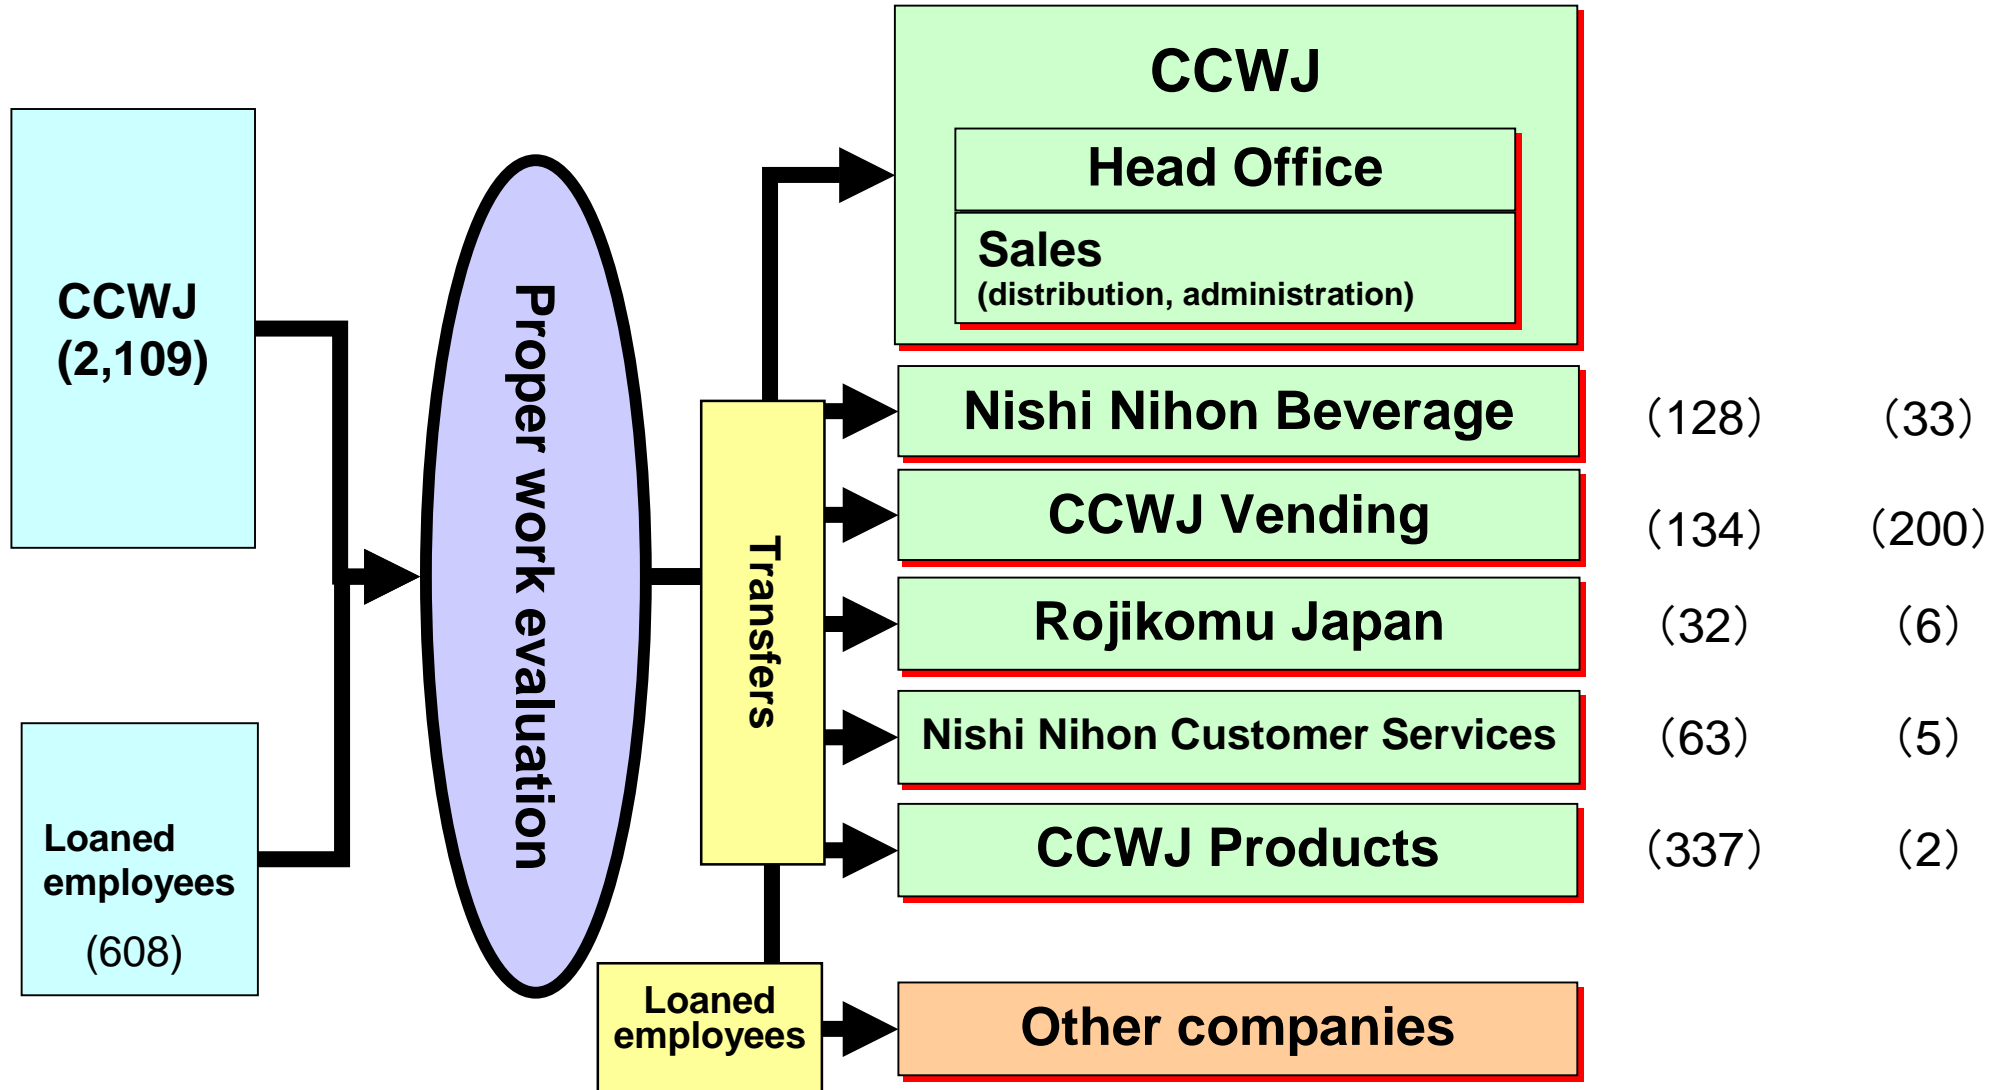 CCWJ
(2,109)
Loaned
employees
(608)
Proper work evaluation
Transfers
Loaned
employees
CCWJ
Head Office
Sales
(distribution, administration)
Nishi Nihon Beverage （128） （33）
CCWJ Vending （134） （200）
Rojikomu Japan （32） （6）
Nishi Nihon Customer Services （63） （5）
CCWJ Products （337） （2）
Other companies